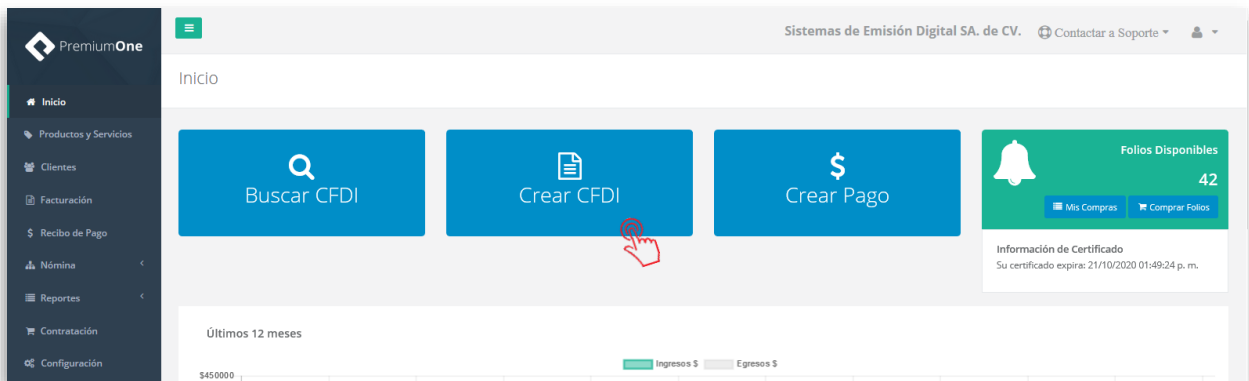 PremiumOne
Sistemas de Emisión Digital SA. de CV.
Contactar a Soporte
Inicio
Inicio
Productos y Servicios
Clientes
Facturación
Recibo de Pago
Nómina
Reportes
Contratación
Configuración
Buscar CFDI
Crear CFDI
Crear Pago
Folios Disponibles
42
Mis Compras
Comprar Folios
Información de Certificado
Su certificado expira: 21/10/2020 01:49:24 p. m.
Últimos 12 meses
Ingresos $
Egresos $
$450000